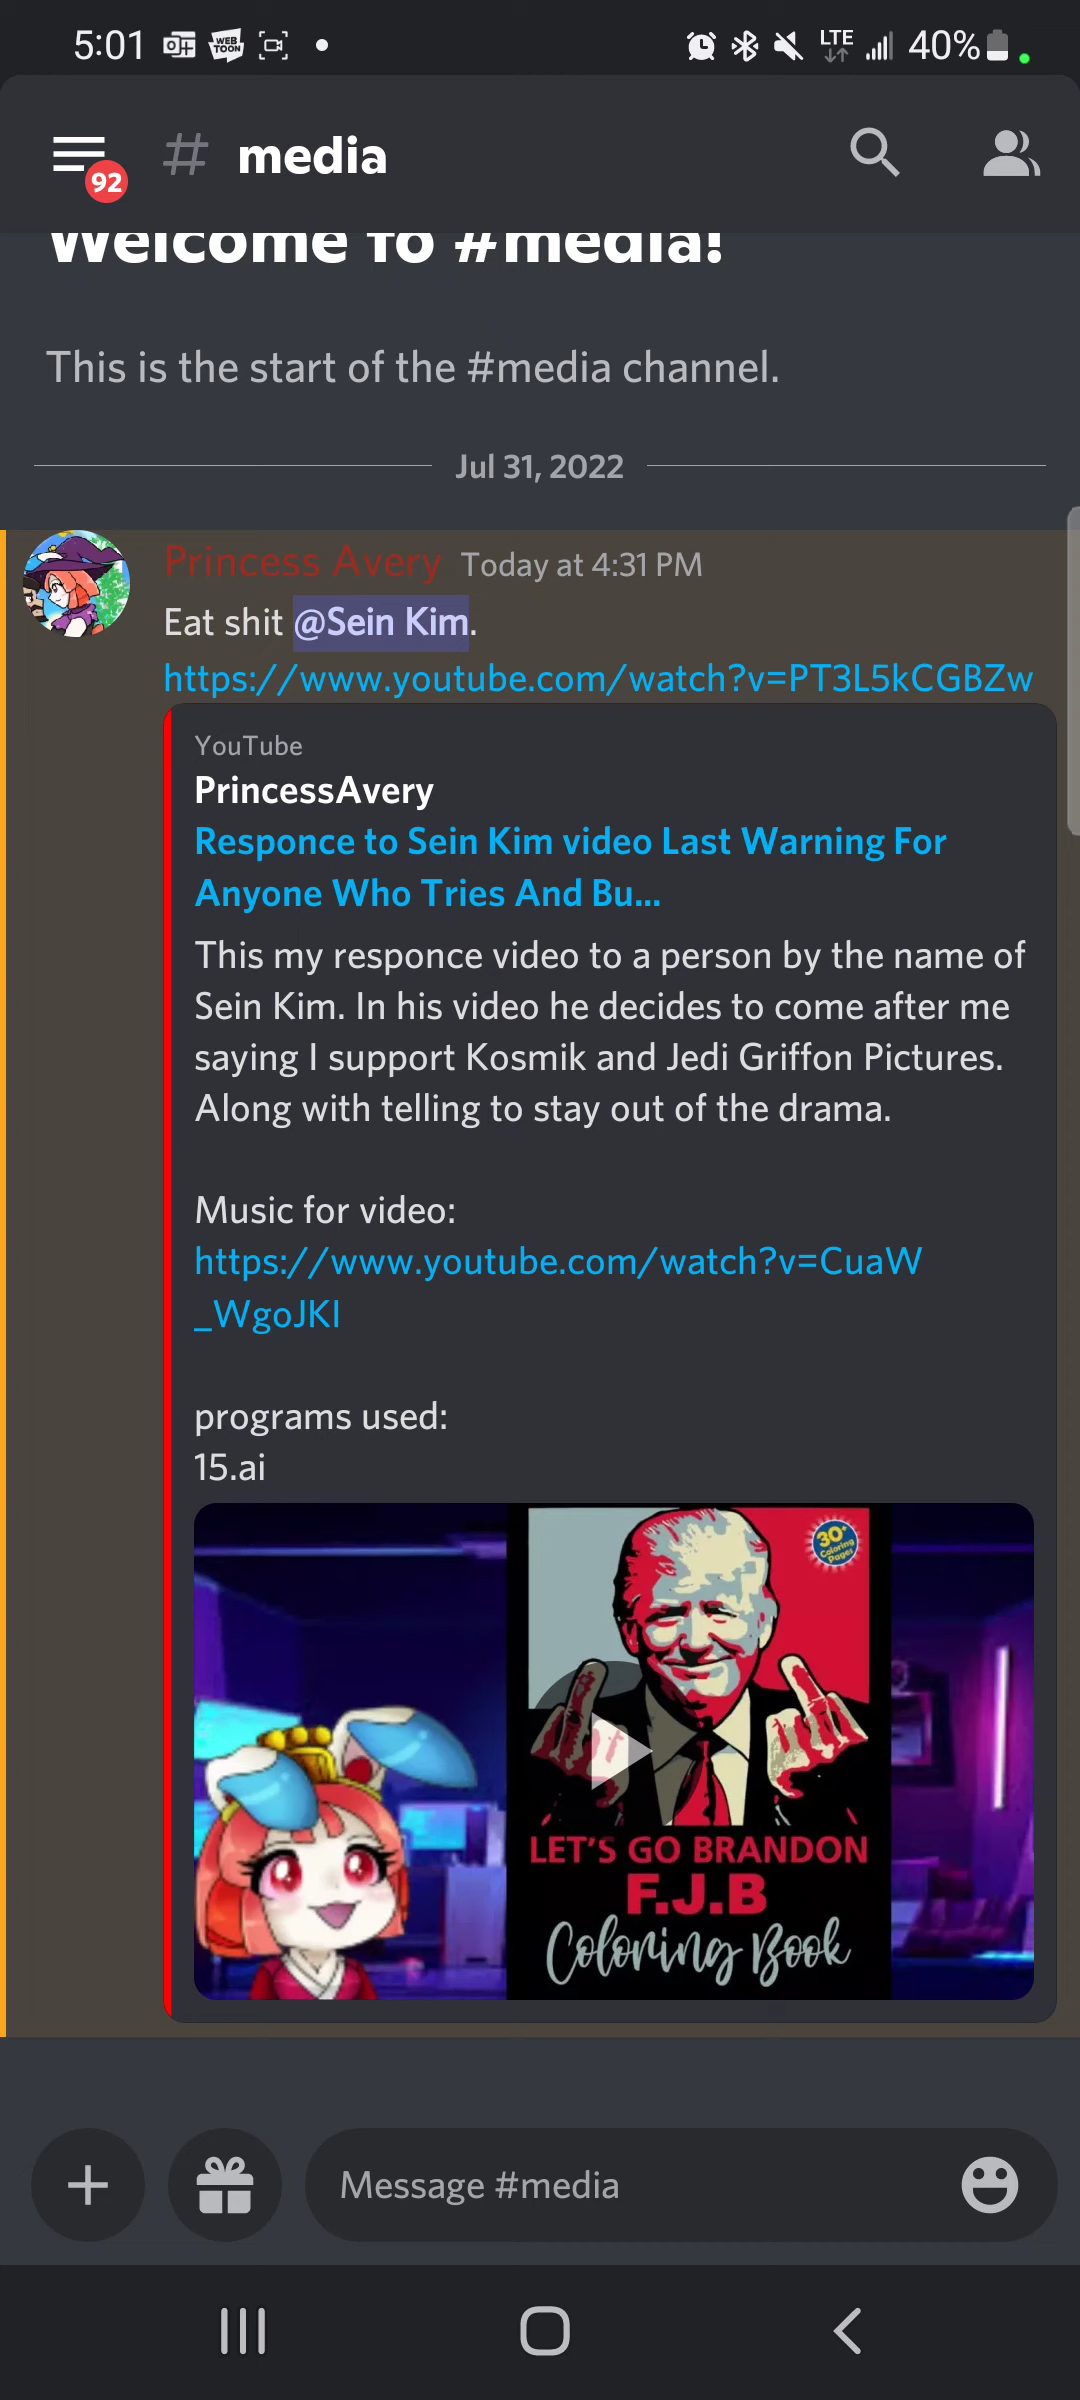 5:01 WEB TOON LTE 40%
92 # media
Welcome to #media!
This is the start of the #media channel.
Jul 31, 2022
Princess Avery Today at 4:31 PM
Eat shit @Sein Kim.
https://www.youtube.com/watch?v=PT3L5kCGBZw
YouTube
PrincessAvery
Responce to Sein Kim video Last Warning For
Anyone Who Tries And Bu...
This my responce video to a person by the name of
Sein Kim. In his video he decides to come after me
saying I support Kosmik and Jedi Griffon Pictures.
Along with telling to stay out of the drama.
Music for video:
https://www.youtube.com/watch?v=CuaW
_WgoJKI
programs used:
15.ai
30+
Coloring
Pages
LET'S GO BRANDON
F.J.B
Coloring Book
Message #media